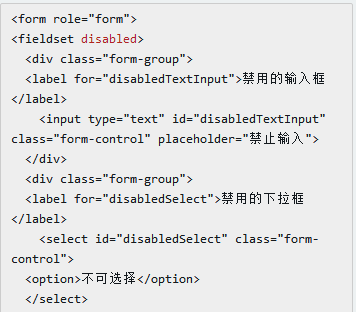 <form role="form">
<fieldset disabled>
<div class="form-group">
<label for="disabledTextInput">禁用的输入框
</label>
<input type="text" id="disabledTextInput"
class="form-control" placeholder="禁止输入">
</div>
<div class="form-group">
<label for="disabledSelect">禁用的下拉框
</label>
<select id="disabledSelect" class="form-
control">
<option>不可选择</option>
</select>